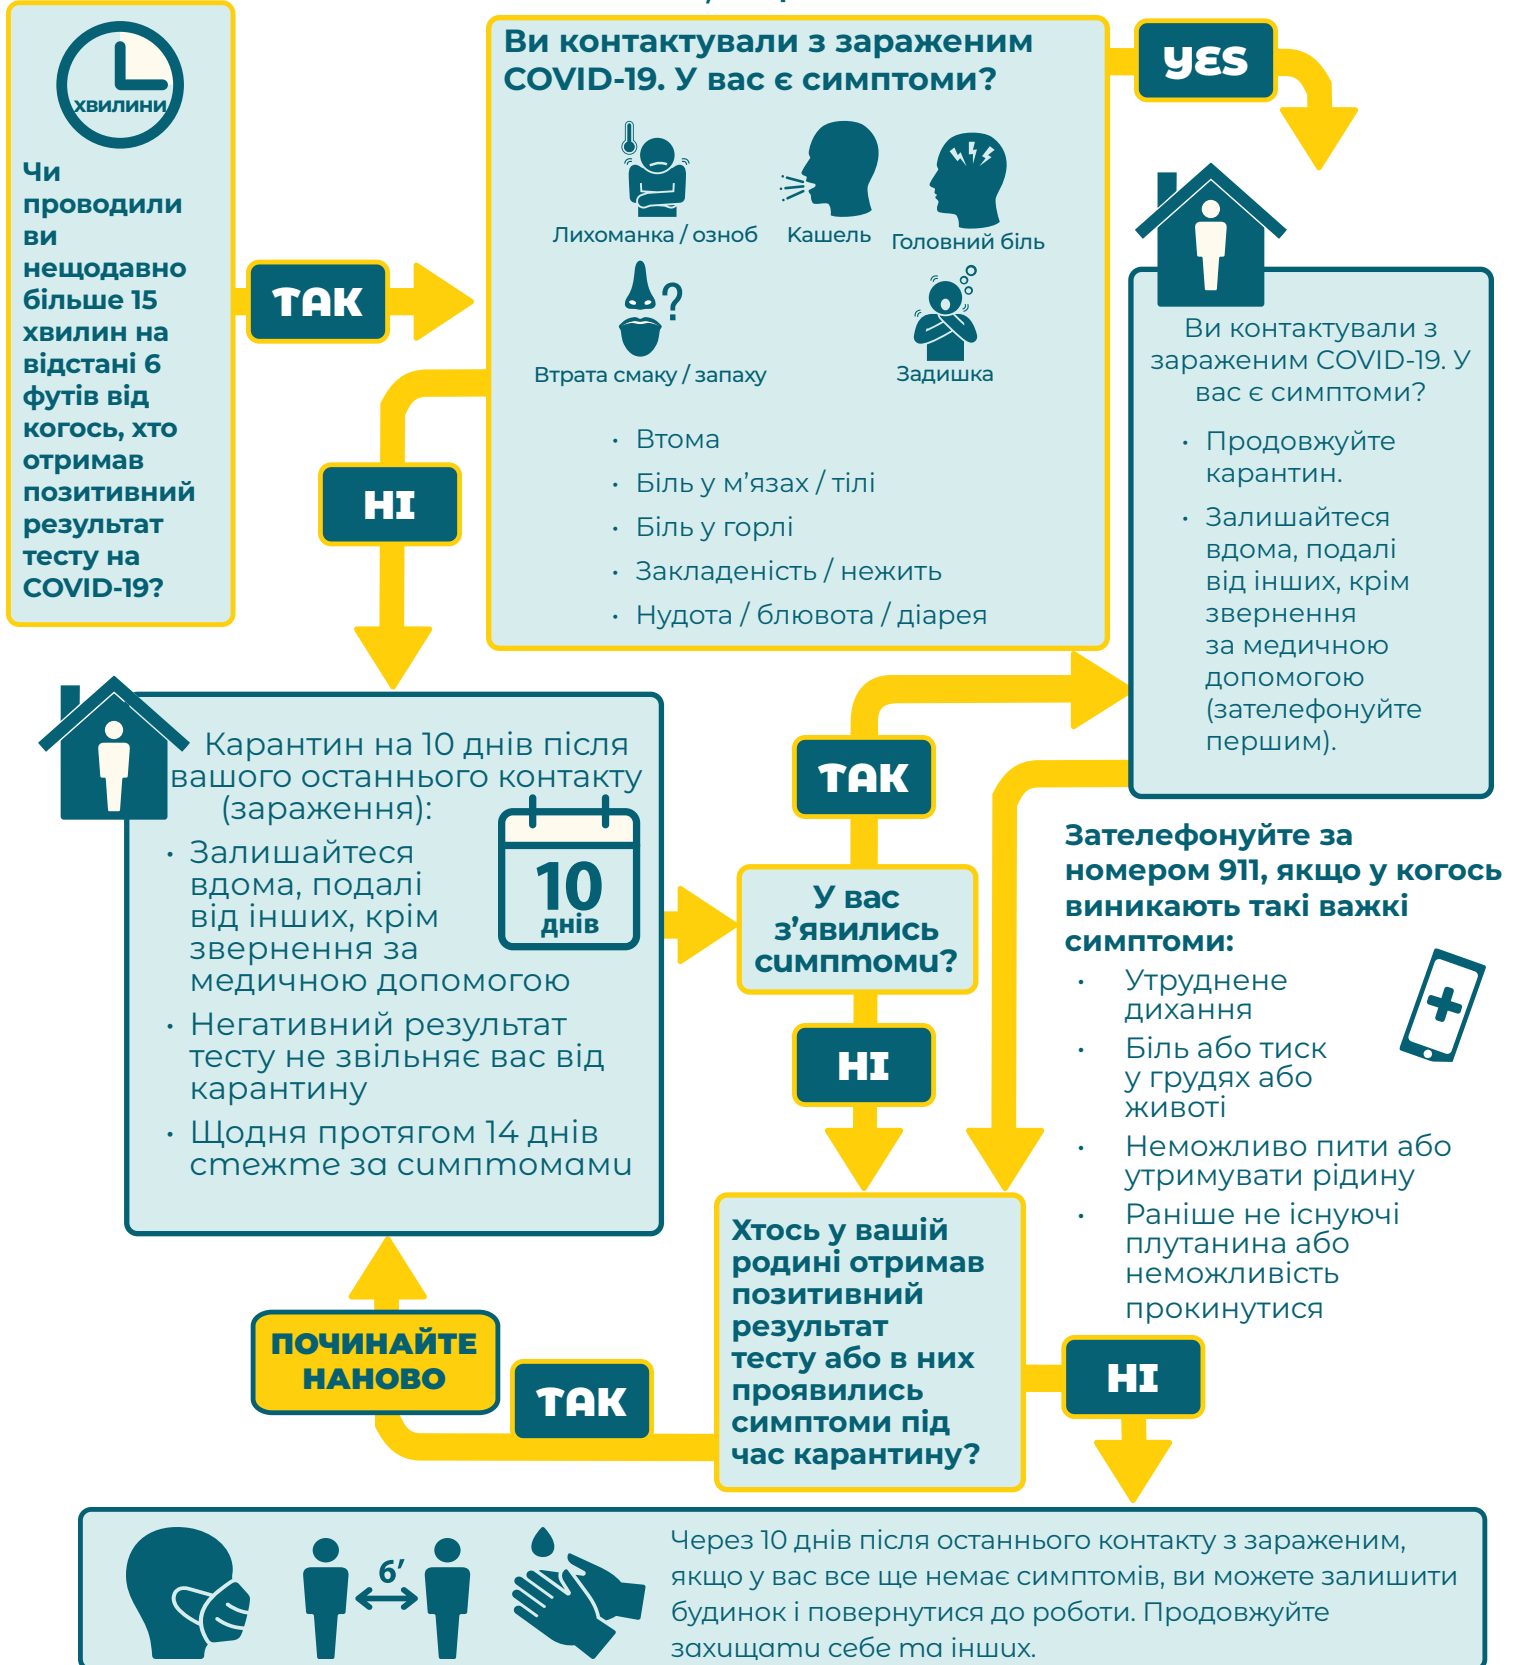 хвилини
Чи
проводили
ви
нещодавно
більше 15
хвилин на
відстані 6
футів від
когось, хто
отримав
позитивний
результат
тесту на
COVID-19?
ТАК
Ви контактували з зараженим
COVID-19. У вас є симптоми?
Лихоманка / озноб
Кашель
Головний біль
?
Втрата смаку / запаху
Задишка
· Втома
· Біль у м’язах / тілі
· Біль у горлі
· Закладеність / нежить
· Нудота / блювота / діарея
YES
НІ
Ви контактували з
зараженим COVID-19. У
вас є симптоми?
· Продовжуйте
карантин.
· Залишайтеся
вдома, подалі
від інших, крім
звернення
за медичною
допомогою
(зателефонуйте
першим).
Карантин на 10 днів після
вашого останнього контакту
(зараження):
10
днів
· Залишайтеся
вдома, подалі
від інших, крім
звернення за
медичною допомогою
· Негативний результат
тесту не звільняє вас від
карантину
· Щодня протягом 14 днів
стежте за симптомами
ТАК
У вас
з’явились
симптоми?
НІ
Зателефонуйте за
номером 911, якщо у когось
виникають такі важкі
симптоми:
· Утруднене
дихання
· Біль або тиск
у грудях або
животі
· Неможливо пити або
утримувати рідину
· Раніше не існуючі
плутанина або
неможливість
прокинутися
Хтось у вашій
родині отримав
позитивний
результат
тесту або в них
проявились
симптоми під
час карантину?
ПОЧИНАЙТЕ
НАНОВО
ТАК
НІ
6’
Через 10 днів після останнього контакту з зараженим,
якщо у вас все ще немає симптомів, ви можете залишити
будинок і повернутися до роботи. Продовжуйте
захищати себе та інших.